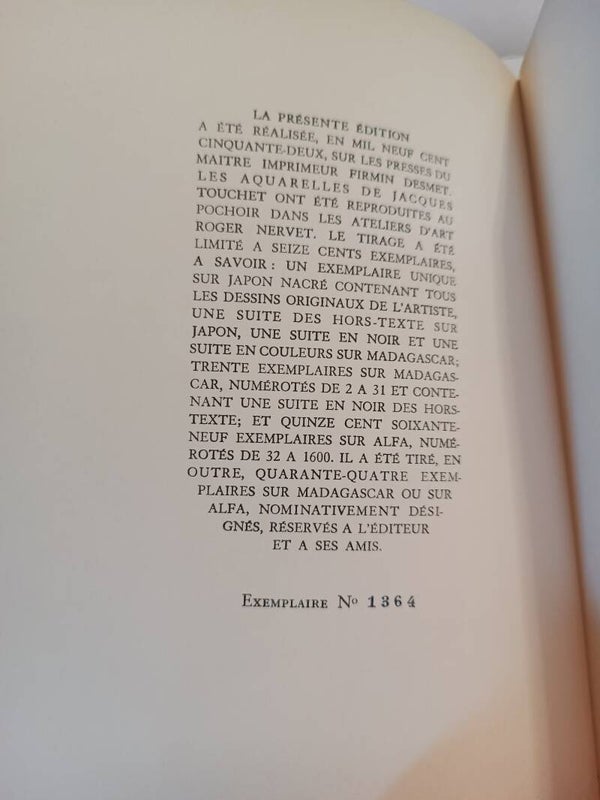 LA PRÉSENTE ÉDITION
A ÉTÉ RÉALISÉE, EN MIL NEUF CENT
CINQUANTE-DEUX, SUR LES PRESSES DU
MAITRE IMPRIMEUR FIRMIN DESMET.
LES AQUARELLES DE JACQUES
TOUCHET ONT ÉTÉ REPRODUITES AU
POCHOIR DANS LES ATELIERS D'ART
ROGER NERVET. LE TIRAGE A ÉTÉ
LIMITÉ A SEIZE CENTS EXEMPLAIRES,
A SAVOIR : UN EXEMPLAIRE UNIQUE
SUR JAPON NACRÉ CONTENANT TOUS
LES DESSINS ORIGINAUX DE L'ARTISTE,
UNE SUITE DES HORS-TEXTE SUR
JAPON, UNE SUITE EN NOIR ET UNE
SUITE EN COULEURS SUR MADAGASCAR;
TRENTE EXEMPLAIRES SUR MADAGAS-
CAR, NUMÉROTÉS DE 2 A 31 ET CONTE-
NANT UNE SUITE EN NOIR DES HORS-
TEXTE; ET QUINZE CENT SOIXANTE-
NEUF EXEMPLAIRES SUR ALFA, NUMÉ-
ROTÉS DE 32 A 1600. IL A ÉTÉ TIRÉ, EN
OUTRE, QUARANTE-QUATRE EXEM-
PLAIRES SUR MADAGASCAR OU SUR
ALFA, NOMINATIVEMENT DÉSI-
GNÉS, RÉSERVÉS A L'ÉDITEUR
ET A SES AMIS.
EXEMPLAIRE Nº 1364